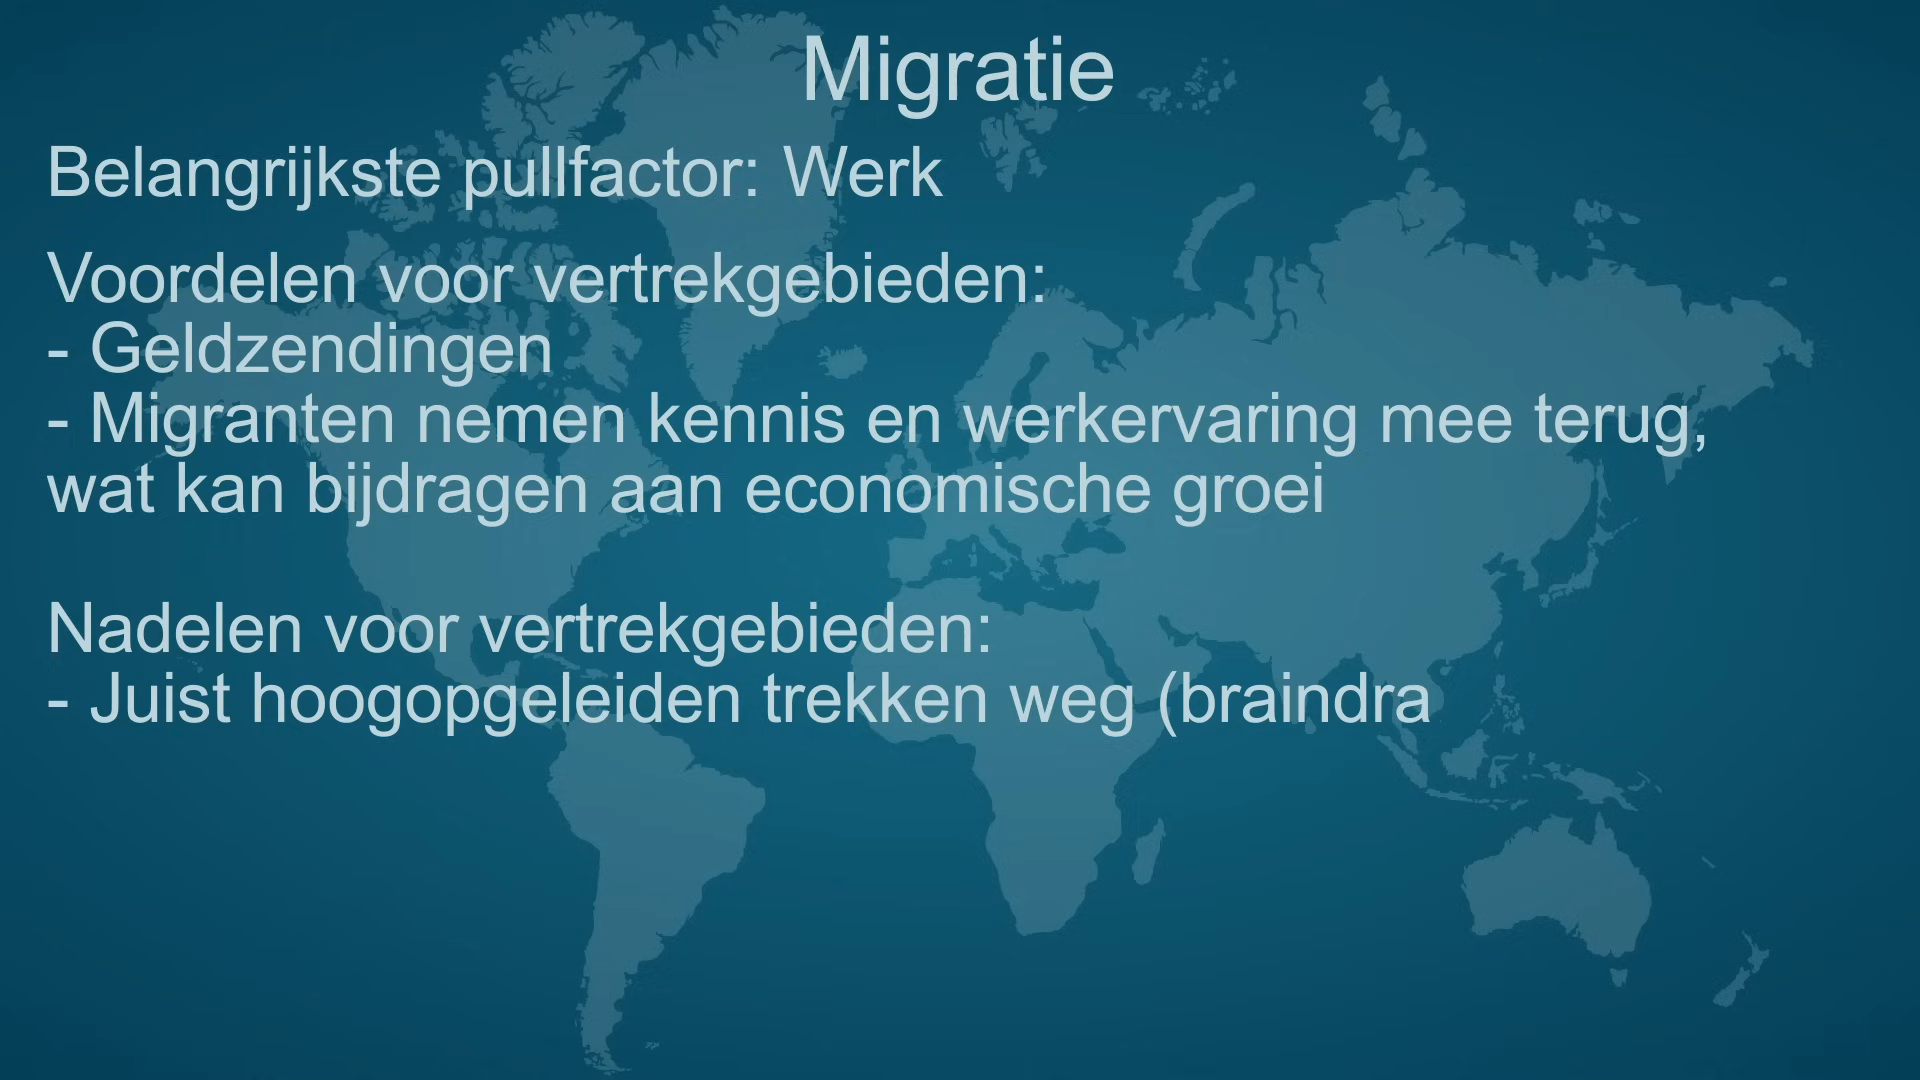 Migratie
Belangrijkste pullfactor: Werk
Voordelen voor vertrekgebieden:
- Geldzendingen
- Migranten nemen kennis en werkervaring mee terug,
wat kan bijdragen aan economische groei
Nadelen voor vertrekgebieden:
- Juist hoogopgeleiden trekken weg (braindra